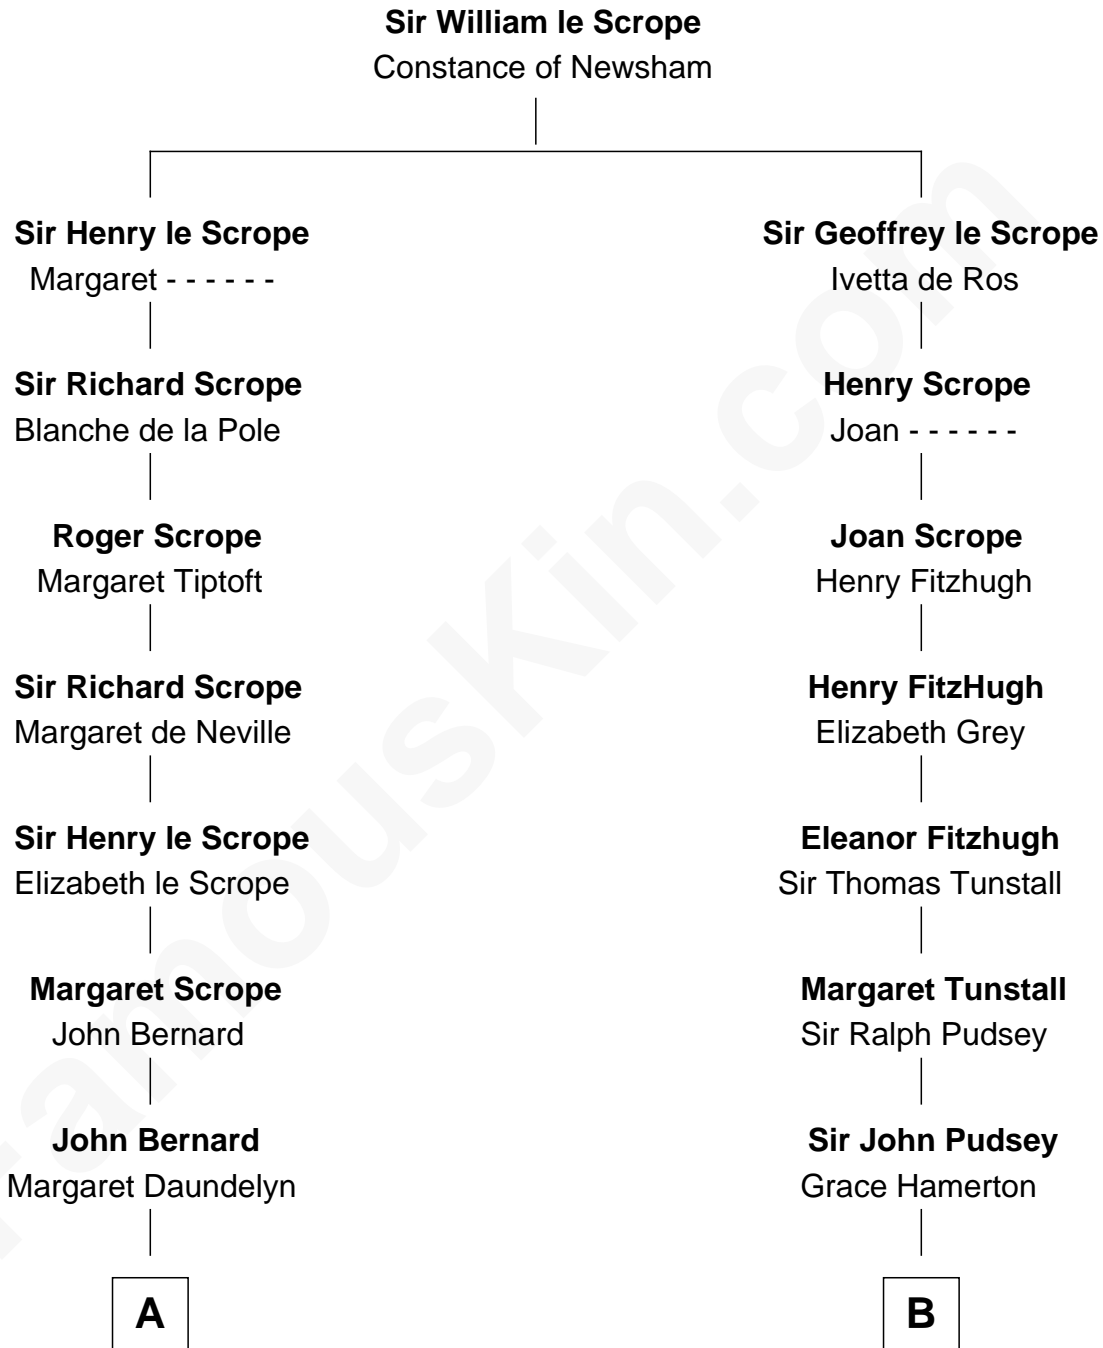 Sir William le Scrope
Constance of Newsham
Sir Henry le Scrope
Margaret - - - - - -
Sir Geoffrey le Scrope
Ivetta de Ros
Sir Richard Scrope
Blanche de la Pole
Henry Scrope
Joan - - - - - -
Roger Scrope
Margaret Tiptoft
Joan Scrope
Henry Fitzhugh
Sir Richard Scrope
Margaret de Neville
Henry FitzHugh
Elizabeth Grey
Sir Henry le Scrope
Elizabeth le Scrope
Eleanor Fitzhugh
Sir Thomas Tunstall
Margaret Scrope
John Bernard
Margaret Tunstall
Sir Ralph Pudsey
John Bernard
Margaret Daundelyn
Sir John Pudsey
Grace Hamerton
A
B
FamousKin.com